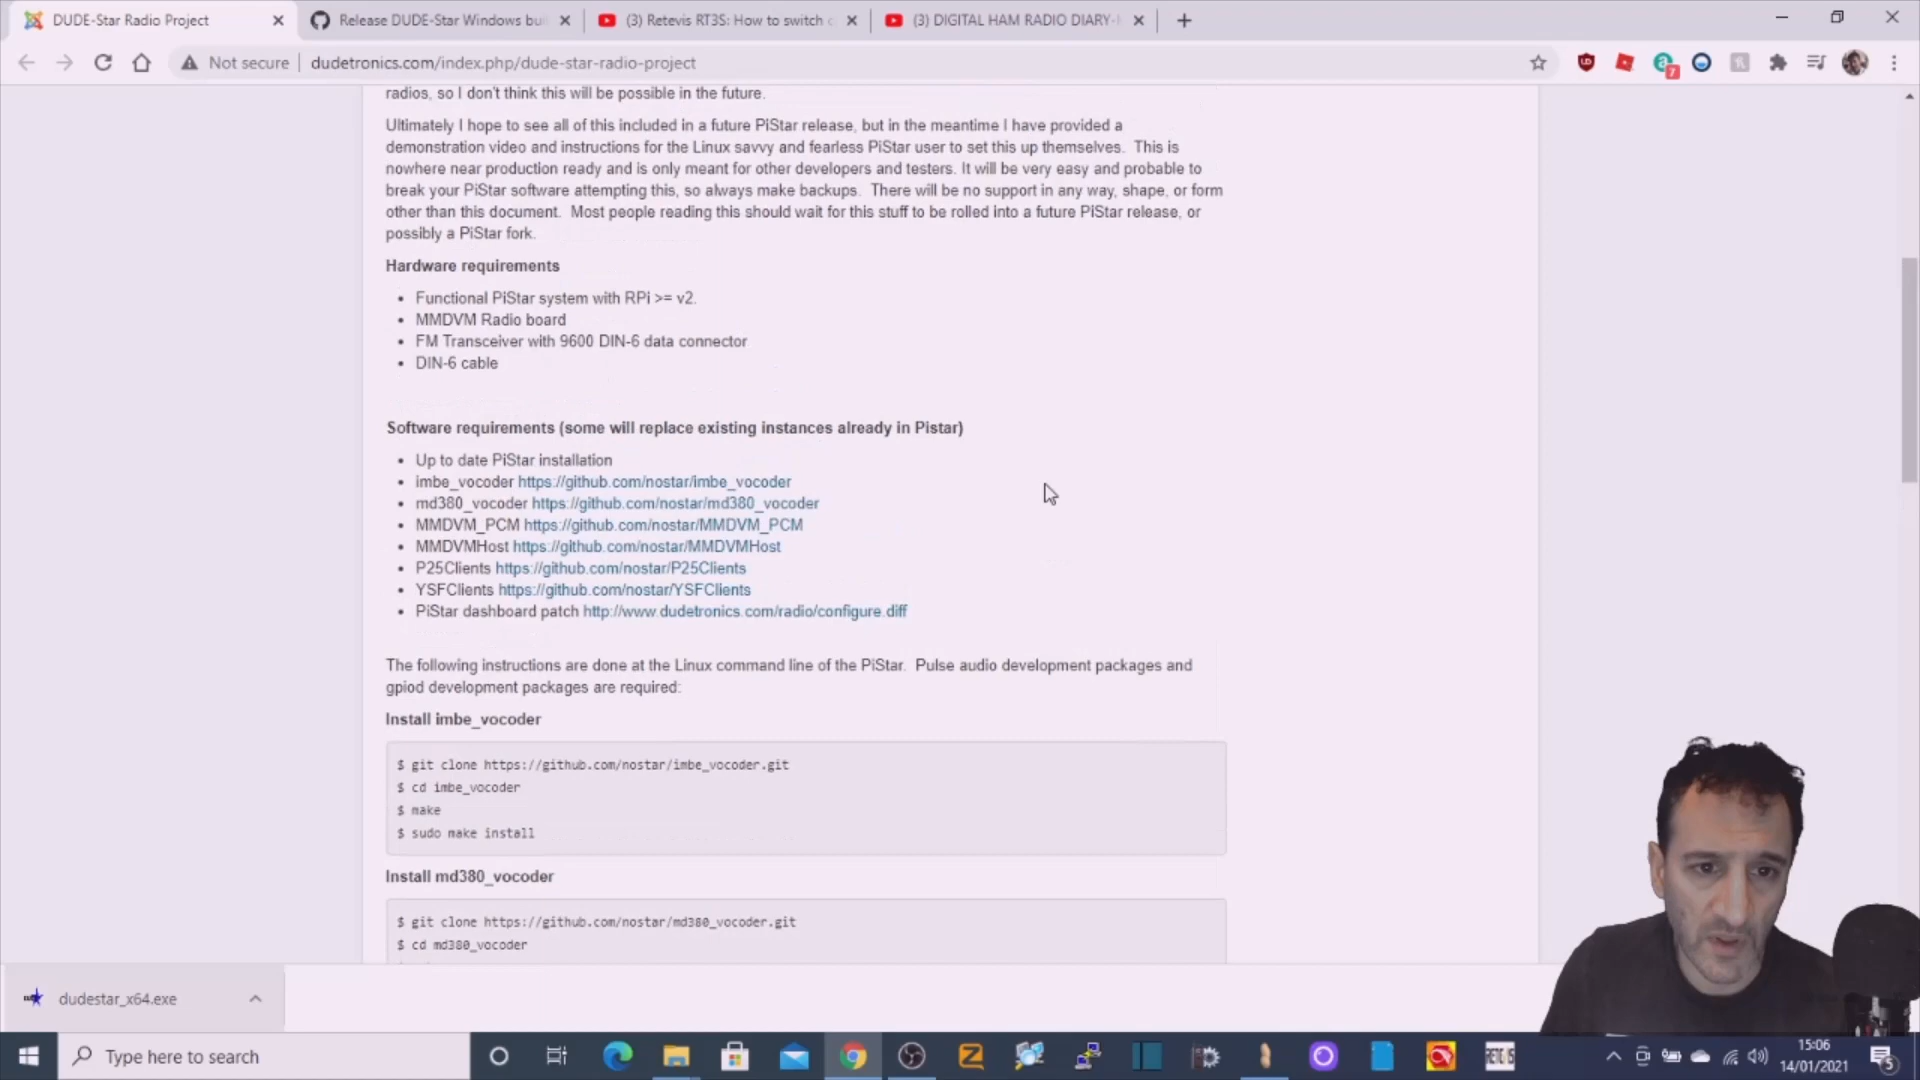 DUDE-Star Radio Project
Release DUDE-Star Windows bui
(3) Retevis RT3S: How to switch
(3) DIGITAL HAM RADIO DIARY-
Not secure
dudetronics.com/index.php/dude-star-radio-project
7
radios, so I don't think this will be possible in the future.
Ultimately I hope to see all of this included in a future PiStar release, but in the meantime I have provided a
demonstration video and instructions for the Linux savvy and fearless PiStar user to set this up themselves. This is
nowhere near production ready and is only meant for other developers and testers. It will be very easy and probable to
break your PiStar software attempting this, so always make backups. There will be no support in any way, shape, or form
other than this document. Most people reading this should wait for this stuff to be rolled into a future PiStar release, or
possibly a PiStar fork.
Hardware requirements
• Functional PiStar system with RPi >= v2.
• MMDVM Radio board
• FM Transceiver with 9600 DIN-6 data connector
• DIN-6 cable
Software requirements (some will replace existing instances already in Pistar)
• Up to date PiStar installation
• imbe_vocoder https://github.com/nostar/imbe_vocoder
• md380_vocoder https://github.com/nostar/md380_vocoder
• MMDVM_PCM https://github.com/nostar/MMDVM_PCM
• MMDVMHost https://github.com/nostar/MMDVMHost
• P25Clients https://github.com/nostar/P25Clients
• YSFClients https://github.com/nostar/YSFClients
• PiStar dashboard patch http://www.dudetronics.com/radio/configure.diff
The following instructions are done at the Linux command line of the PiStar. Pulse audio development packages and
gpiod development packages are required:
Install imbe_vocoder
$ git clone https://github.com/nostar/imbe_vocoder.git
$ cd imbe_vocoder
$ make
$ sudo make install
Install md380_vocoder
$ git clone https://github.com/nostar/md380_vocoder.git
$ cd md380_vocoder
dudestar_x64.exe
Type here to search
RETEVIS
15:06
14/01/2021
5